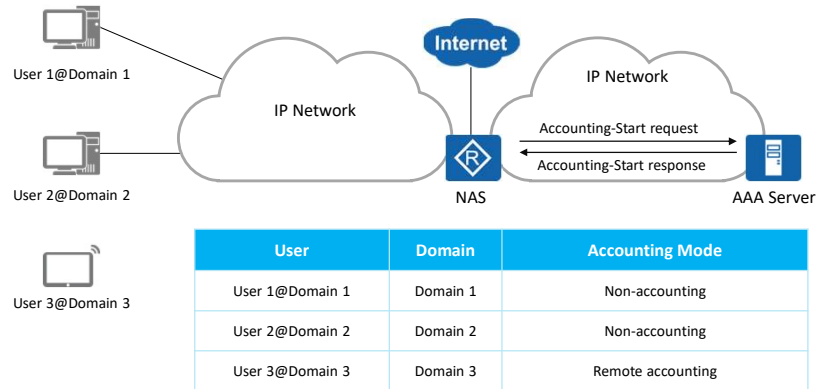 User 1@Domain 1
User 2@Domain 2
User 3@Domain 3
IP Network
Internet
IP Network
Accounting-Start request
Accounting-Start response
R
NAS
AAA Server
User Domain Accounting Mode
User 1@Domain 1 Domain 1 Non-accounting
User 2@Domain 2 Domain 2 Non-accounting
User 3@Domain 3 Domain 3 Remote accounting